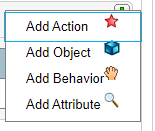 Add Action
Add Object
Add Behavior
Add Attribute